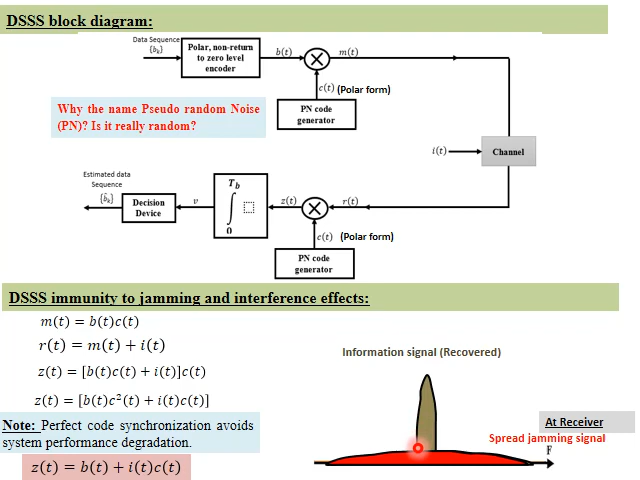 DSSS block diagram:
Data Sequence
{bₖ}
Polar, non-return
to zero level
encoder
b(t)
m(t)
c(t) (Polar form)
PN code
generator
Why the name Pseudo random Noise
(PN)? Is it really random?
i(t)
Channel
Estimated data
Sequence
{b̂ₖ}
Decision
Device
v
T_b
∫
0
z(t)
r(t)
c(t) (Polar form)
PN code
generator
DSSS immunity to jamming and interference effects:
m(t) = b(t)c(t)
r(t) = m(t) + i(t)
z(t) = [b(t)c(t) + i(t)]c(t)
z(t) = [b(t)c²(t) + i(t)c(t)]
Note: Perfect code synchronization avoids
system performance degradation.
z(t) = b(t) + i(t)c(t)
Information signal (Recovered)
At Receiver
Spread jamming signal
F